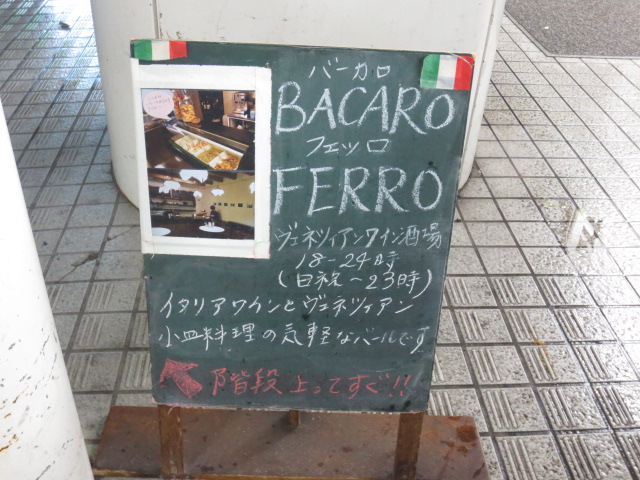 バーカロ
BACARO
フェッロ
FERRO
ヴェネツィアンワイン酒場
18-24時
(日祝～23時)
イタリアワインとヴェネツィアン
小皿料理の気軽なバールです
階段上ってすぐ!!